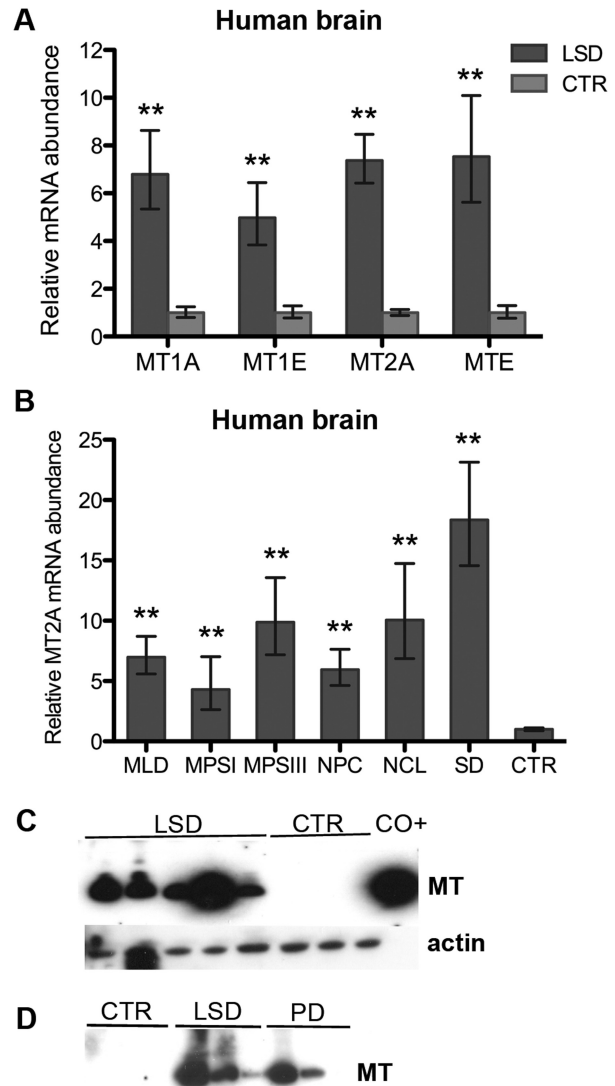 A
Human brain
LSD
CTR
Relative mRNA abundance
12
10
8
6
4
2
0
** ** ** **
MT1A MT1E MT2A MTE
B
Human brain
Relative MT2A mRNA abundance
25
20
15
10
5
0
** ** ** ** ** **
MLD MPSI MPSIII NPC NCL SD CTR
C
LSD CTR CO+
MT
actin
D
CTR LSD PD
MT